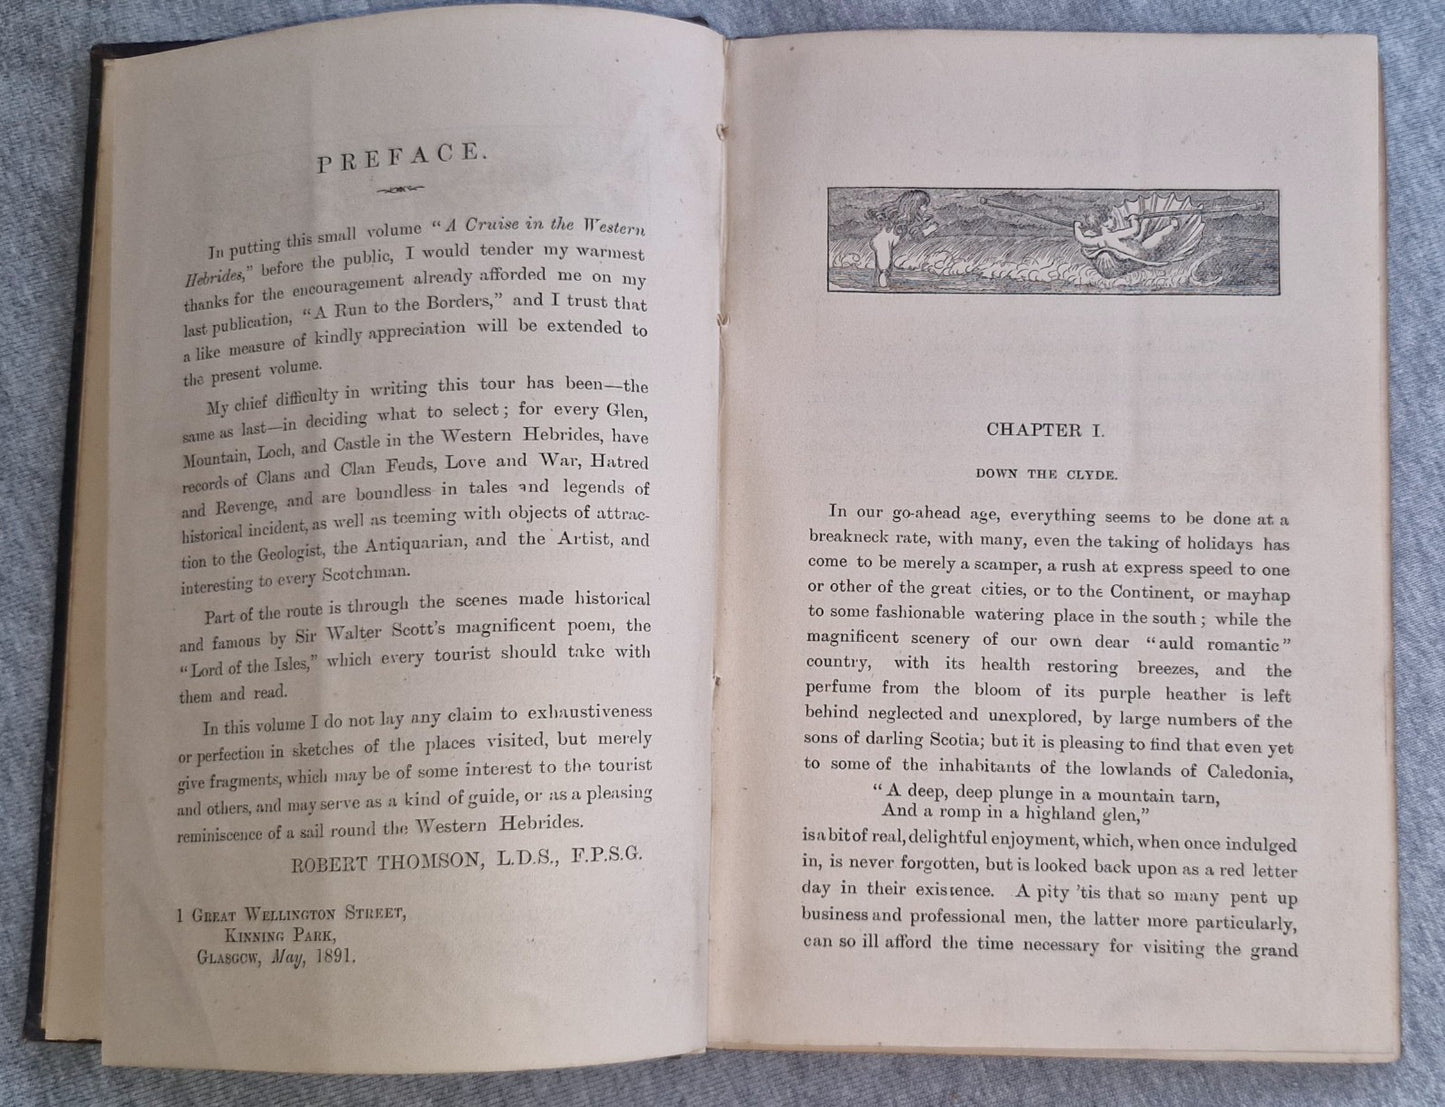 PREFACE.
In putting this small volume "A Cruise in the Western
Hebrides," before the public, I would tender my warmest
thanks for the encouragement already afforded me on my
last publication, "A Run to the Borders," and I trust that
a like measure of kindly appreciation will be extended to
the present volume.
My chief difficulty in writing this tour has been—the
same as last—in deciding what to select; for every Glen,
Mountain, Loch, and Castle in the Western Hebrides, have
records of Clans and Clan Feuds, Love and War, Hatred
and Revenge, and are boundless in tales and legends of
historical incident, as well as teeming with objects of attrac-
tion to the Geologist, the Antiquarian, and the Artist, and
interesting to every Scotchman.
Part of the route is through the scenes made historical
and famous by Sir Walter Scott's magnificent poem, the
"Lord of the Isles," which every tourist should take with
them and read.
In this volume I do not lay any claim to exhaustiveness
or perfection in sketches of the places visited, but merely
give fragments, which may be of some interest to the tourist
and others, and may serve as a kind of guide, or as a pleasing
reminiscence of a sail round the Western Hebrides.
ROBERT THOMSON, L.D.S., F.P.S.G.
1 Great Wellington Street,
Kinning Park,
Glasgow, May, 1891.
CHAPTER I.
DOWN THE CLYDE.
In our go-ahead age, everything seems to be done at a
breakneck rate, with many, even the taking of holidays has
come to be merely a scamper, a rush at express speed to one
or other of the great cities, or to the Continent, or mayhap
to some fashionable watering place in the south; while the
magnificent scenery of our own dear "auld romantic"
country, with its health restoring breezes, and the
perfume from the bloom of its purple heather is left
behind neglected and unexplored, by large numbers of the
sons of darling Scotia; but it is pleasing to find that even yet
to some of the inhabitants of the lowlands of Caledonia,
"A deep, deep plunge in a mountain tarn,
And a romp in a highland glen,"
is a bit of real, delightful enjoyment, which, when once indulged
in, is never forgotten, but is looked back upon as a red letter
day in their existence. A pity 'tis that so many pent up
business and professional men, the latter more particularly,
can so ill afford the time necessary for visiting the grand